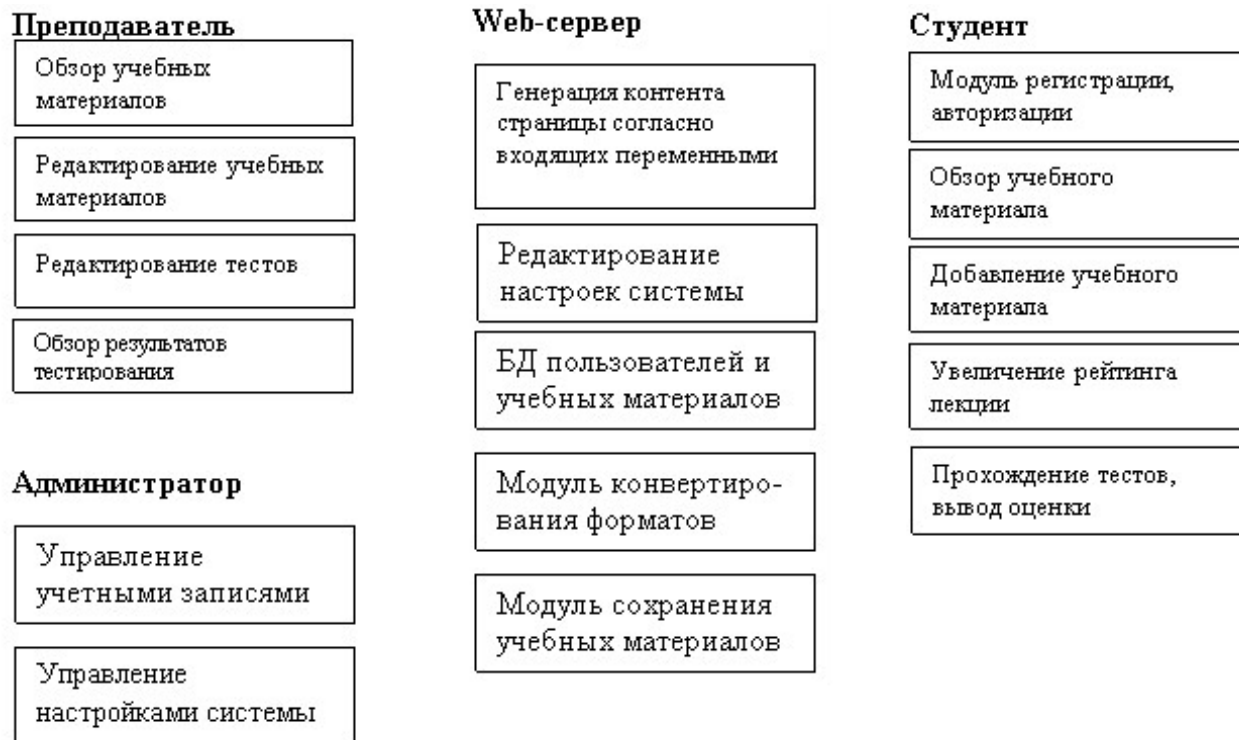 Преподаватель
Обзор учебных
материалов
Редактирование учебных
материалов
Редактирование тестов
Обзор результатов
тестирования
Администратор
Управление
учетными записями
Управление
настройками системы
Web-сервер
Генерация контента
страницы согласно
входящих переменными
Редактирование
настроек системы
БД пользователей и
учебных материалов
Модуль конвертиро-
вания форматов
Модуль сохранения
учебных материалов
Студент
Модуль регистрации,
авторизации
Обзор учебного
материала
Добавление учебного
материала
Увеличение рейтинга
лекции
Прохождение тестов,
вывод оценки